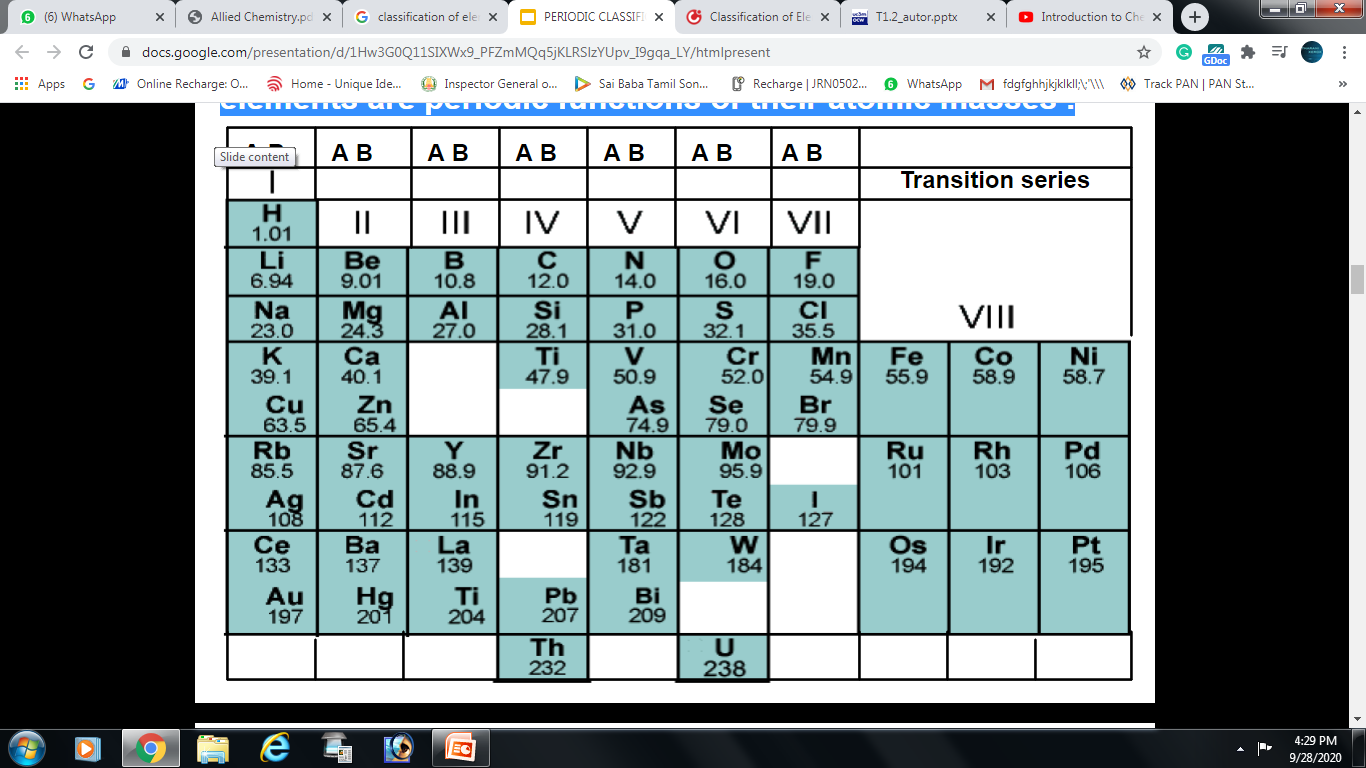 (6) WhatsApp
Allied Chemistry.pd
classification of ele
PERIODIC CLASSIFI
Classification of Ele
T1.2_autor.pptx
Introduction to Che
docs.google.com/presentation/d/1Hw3G0Q11SIXWx9_PFZmMQq5jKLRSlzYUpv_I9gqa_LY/htmlpresent
GDoc
Apps
Online Recharge: O...
Home - Unique Ide...
Inspector General o...
Sai Baba Tamil Son...
Recharge | JRN0502...
WhatsApp
fdgfghhjkjklkll;\;'\\\
Track PAN | PAN St...
»
elements are periodic functions of their atomic masses'.
Slide content
A B A B A B A B A B A B
I Transition series
H II III IV V VI VII
1.01
Li Be B C N O F
6.94 9.01 10.8 12.0 14.0 16.0 19.0
Na Mg Al Si P S Cl VIII
23.0 24.3 27.0 28.1 31.0 32.1 35.5
K Ca Ti V Cr Mn Fe Co Ni
39.1 40.1 47.9 50.9 52.0 54.9 55.9 58.9 58.7
Cu Zn As Se Br
63.5 65.4 74.9 79.0 79.9
Rb Sr Y Zr Nb Mo Ru Rh Pd
85.5 87.6 88.9 91.2 92.9 95.9 101 103 106
Ag Cd In Sn Sb Te I
108 112 115 119 122 128 127
Ce Ba La Ta W Os Ir Pt
133 137 139 181 184 194 192 195
Au Hg Ti Pb Bi
197 201 204 207 209
Th U
232 238
4:29 PM
9/28/2020